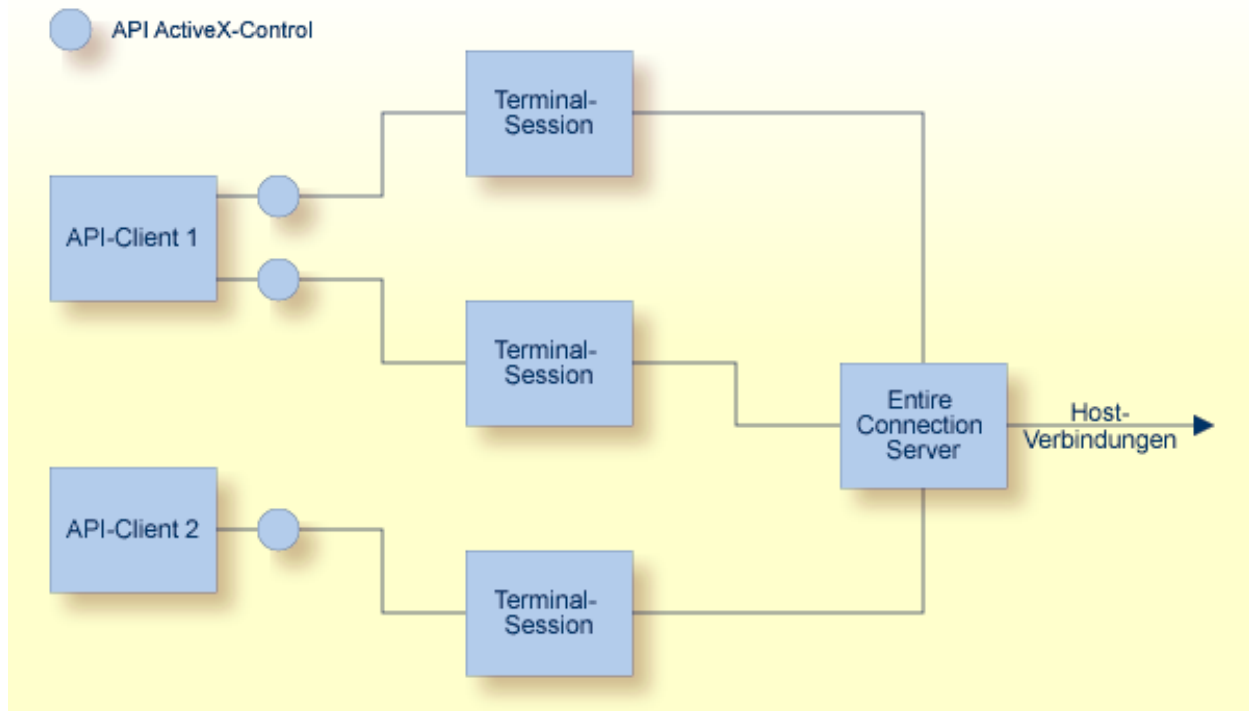 API ActiveX-Control
Terminal-
Session
API-Client 1
Terminal-
Session
Entire
Connection
Server
Host-
Verbindungen
API-Client 2
Terminal-
Session